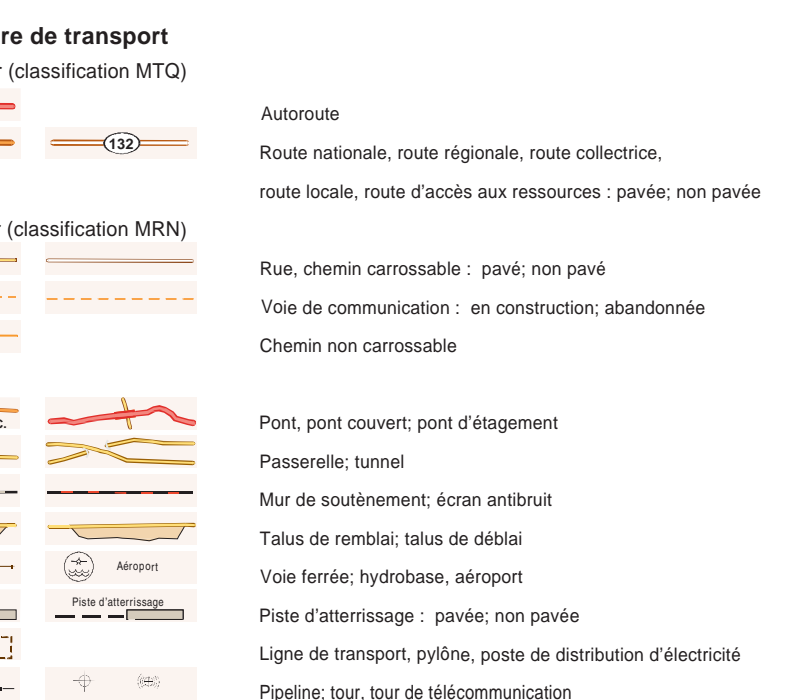 re de transport
r (classification MTQ)
Autoroute
132
Route nationale, route régionale, route collectrice,
route locale, route d'accès aux ressources : pavée; non pavée
r (classification MRN)
Rue, chemin carrossable : pavé; non pavé
Voie de communication : en construction; abandonnée
Chemin non carrossable
c.
Pont, pont couvert; pont d'étagement
Passerelle; tunnel
Mur de soutènement; écran antibruit
Talus de remblai; talus de déblai
Aéroport
Voie ferrée; hydrobase, aéroport
Piste d'atterrissage
Piste d'atterrissage : pavée; non pavée
Ligne de transport, pylône, poste de distribution d'électricité
Pipeline; tour, tour de télécommunication